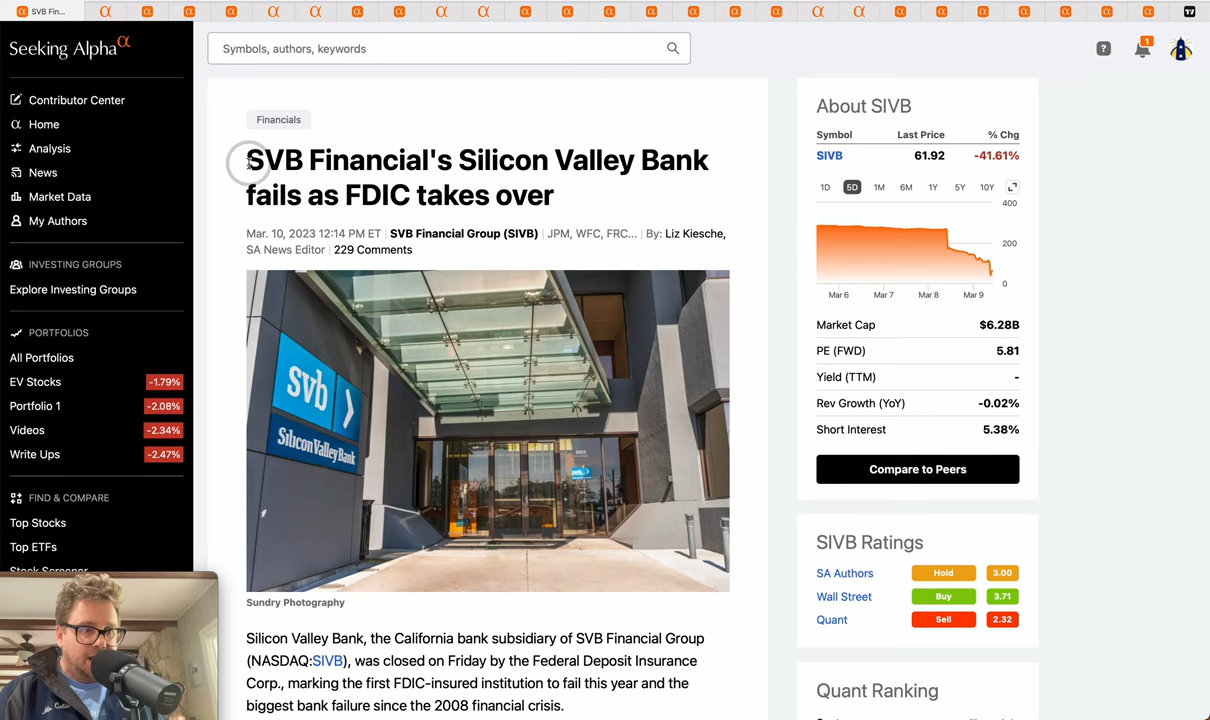 SVB Fin...
Seeking Alpha α
Symbols, authors, keywords
?
1
Contributor Center
Home
Analysis
News
Market Data
My Authors
INVESTING GROUPS
Explore Investing Groups
PORTFOLIOS
All Portfolios
EV Stocks -1.79%
Portfolio 1 -2.08%
Videos -2.34%
Write Ups -2.47%
FIND & COMPARE
Top Stocks
Top ETFs
Stock Screener
Financials
SVB Financial's Silicon Valley Bank
fails as FDIC takes over
Mar. 10, 2023 12:14 PM ET | SVB Financial Group (SIVB) | JPM, WFC, FRC... | By: Liz Kiesche,
SA News Editor | 229 Comments
svb
Silicon Valley Bank
Sundry Photography
Silicon Valley Bank, the California bank subsidiary of SVB Financial Group
(NASDAQ:SIVB), was closed on Friday by the Federal Deposit Insurance
Corp., marking the first FDIC-insured institution to fail this year and the
biggest bank failure since the 2008 financial crisis.
About SIVB
Symbol Last Price % Chg
SIVB 61.92 -41.61%
1D 5D 1M 6M 1Y 5Y 10Y
400
200
0
Mar 6 Mar 7 Mar 8 Mar 9
Market Cap $6.28B
PE (FWD) 5.81
Yield (TTM) -
Rev Growth (YoY) -0.02%
Short Interest 5.38%
Compare to Peers
SIVB Ratings
SA Authors Hold 3.00
Wall Street Buy 3.71
Quant Sell 2.32
Quant Ranking